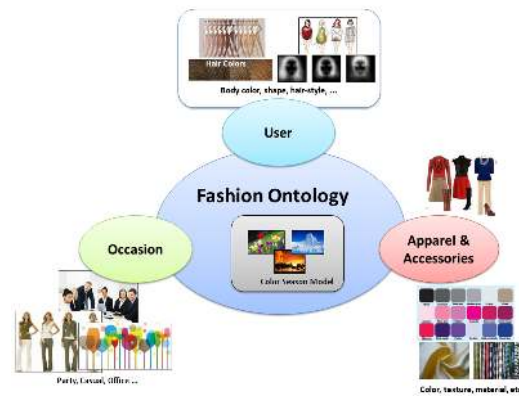 Hair Colors
Body color, shape, hair-style, ...
User
Fashion Ontology
Occasion
Apparel &
Accessories
Color Season Model
Party, Casual, Office ...
Color, texture, material, etc